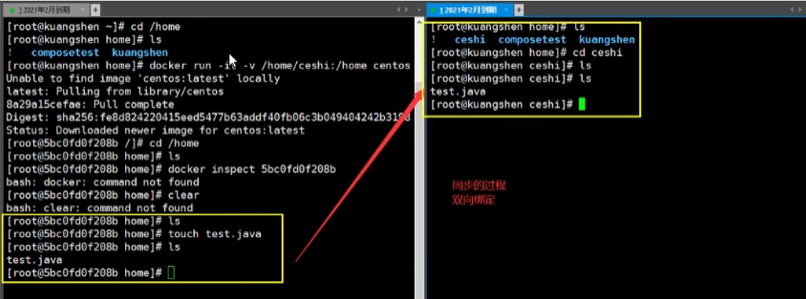 1 2021年2月到期
[root@kuangshen ~]# cd /home
[root@kuangshen home]# ls
! composetest kuangshen
[root@kuangshen home]# docker run -it -v /home/ceshi:/home centos
Unable to find image 'centos:latest' locally
latest: Pulling from library/centos
8a29a15cefae: Pull complete
Digest: sha256:fe8d824220415eed5477b63addf40fb06c3b049404242b31982106ac
Status: Downloaded newer image for centos:latest
[root@5bc0fd0f208b /]# cd /home
[root@5bc0fd0f208b home]# ls
[root@5bc0fd0f208b home]# docker inspect 5bc0fd0f208b
bash: docker: command not found
[root@5bc0fd0f208b home]# clear
bash: clear: command not found
[root@5bc0fd0f208b home]# ls
[root@5bc0fd0f208b home]# touch test.java
[root@5bc0fd0f208b home]# ls
test.java
[root@5bc0fd0f208b home]#
1 2021年2月到期
[root@kuangshen home]# ls
! ceshi composetest kuangshen
[root@kuangshen home]# cd ceshi
[root@kuangshen ceshi]# ls
[root@kuangshen ceshi]# ls
test.java
[root@kuangshen ceshi]#
同步的过程
双向绑定